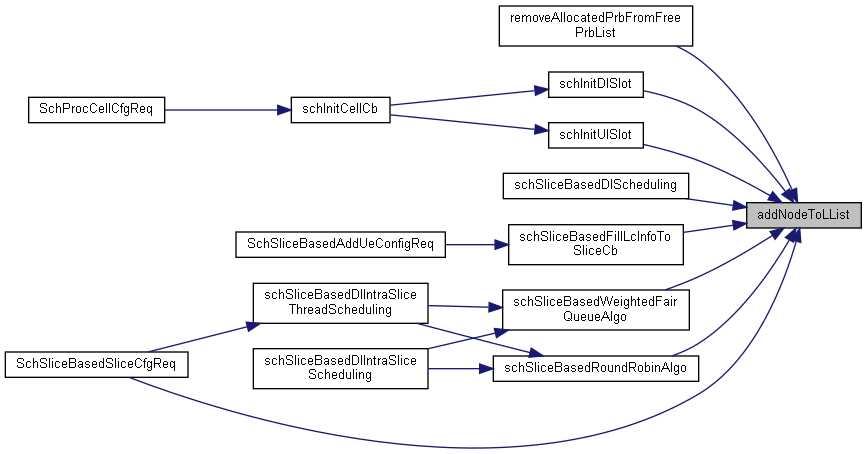 removeAllocatedPrbFromFree
PrbList
schInitDlSlot
SchProcCellCfgReq
schInitCellCb
schInitUlSlot
schSliceBasedDlScheduling
addNodeToLList
schSliceBasedFillLcInfoTo
SliceCb
SchSliceBasedAddUeConfigReq
schSliceBasedDlIntraSlice
ThreadScheduling
schSliceBasedWeightedFair
QueueAlgo
SchSliceBasedSliceCfgReq
schSliceBasedDlIntraSlice
Scheduling
schSliceBasedRoundRobinAlgo